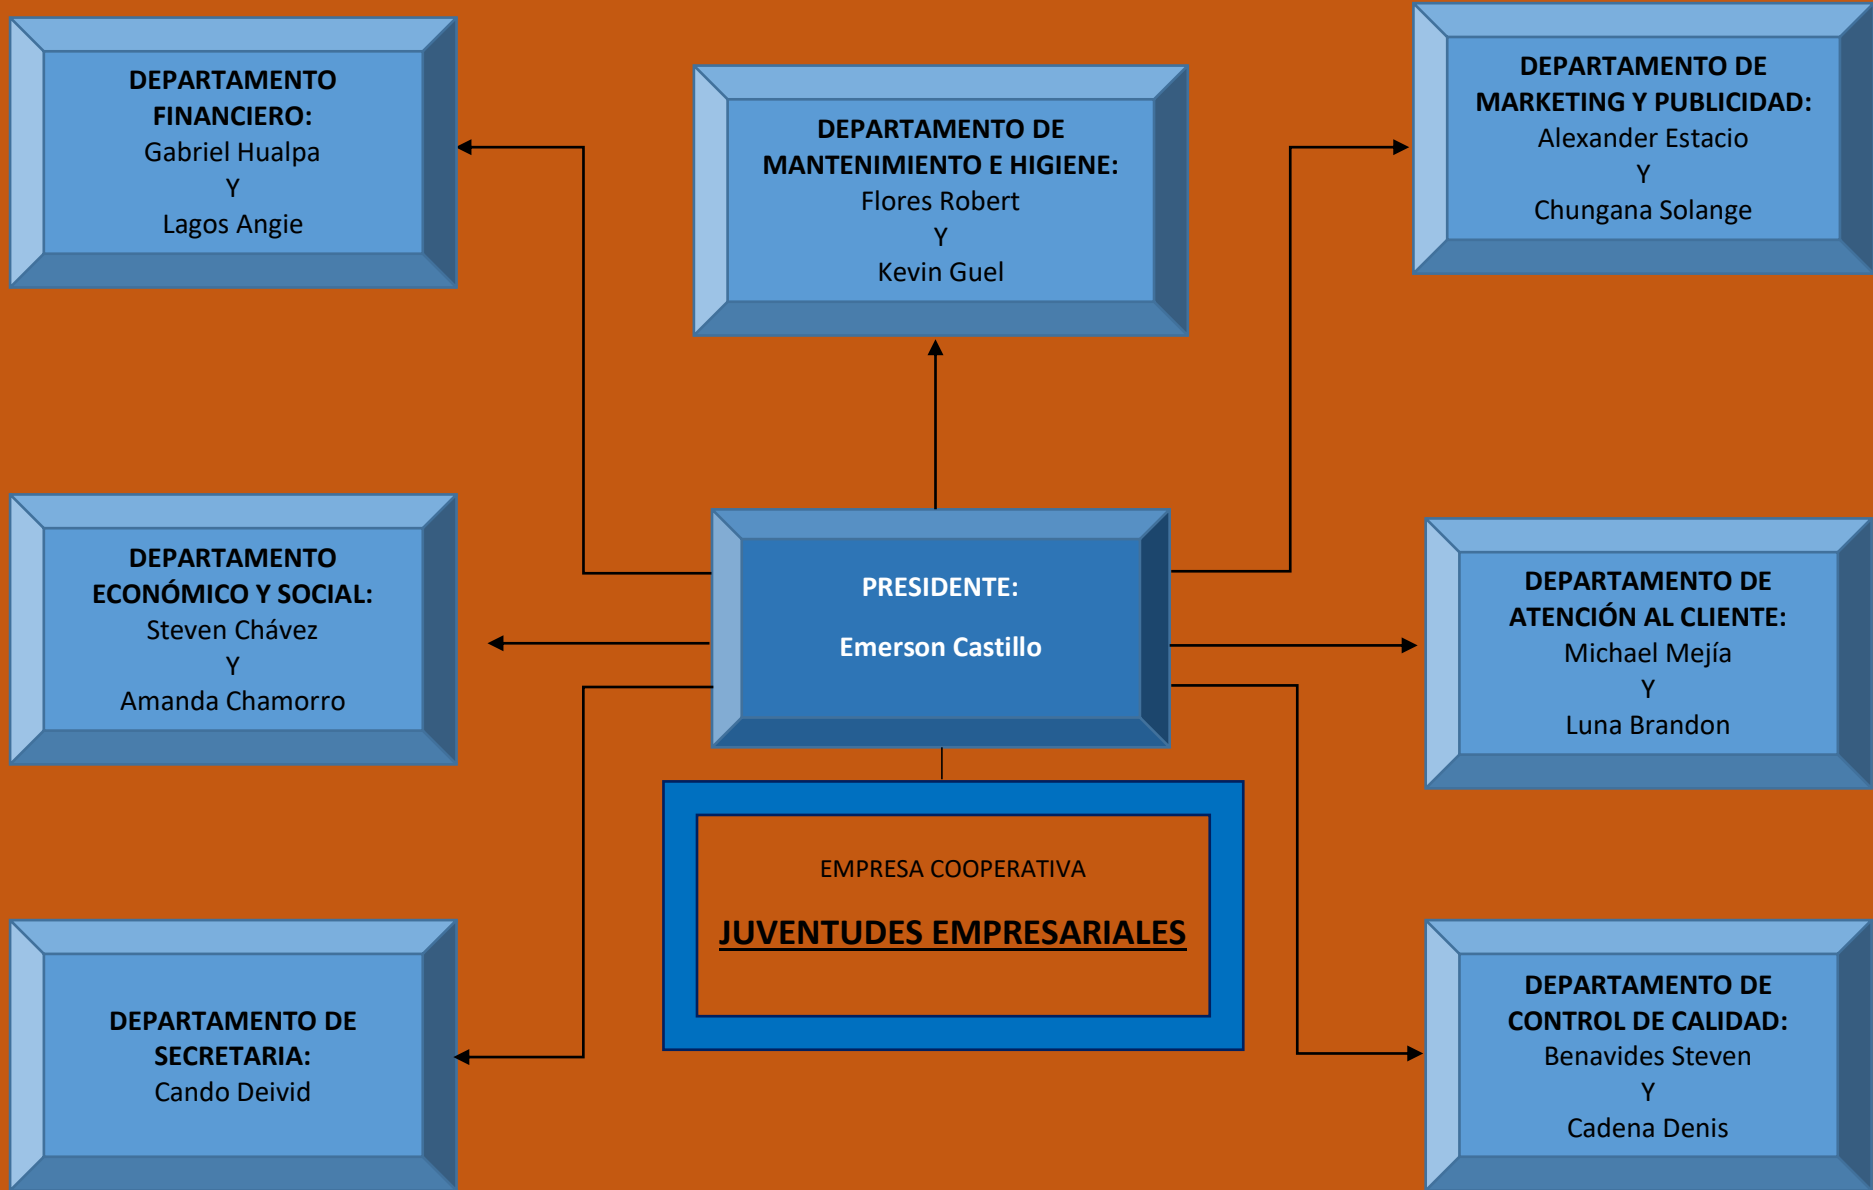 DEPARTAMENTO
FINANCIERO:
Gabriel Hualpa
Y
Lagos Angie
DEPARTAMENTO DE
MANTENIMIENTO E HIGIENE:
Flores Robert
Y
Kevin Guel
DEPARTAMENTO DE
MARKETING Y PUBLICIDAD:
Alexander Estacio
Y
Chungana Solange
DEPARTAMENTO
ECONÓMICO Y SOCIAL:
Steven Chávez
Y
Amanda Chamorro
PRESIDENTE:
Emerson Castillo
DEPARTAMENTO DE
ATENCIÓN AL CLIENTE:
Michael Mejía
Y
Luna Brandon
EMPRESA COOPERATIVA
JUVENTUDES EMPRESARIALES
DEPARTAMENTO DE
SECRETARIA:
Cando Deivid
DEPARTAMENTO DE
CONTROL DE CALIDAD:
Benavides Steven
Y
Cadena Denis